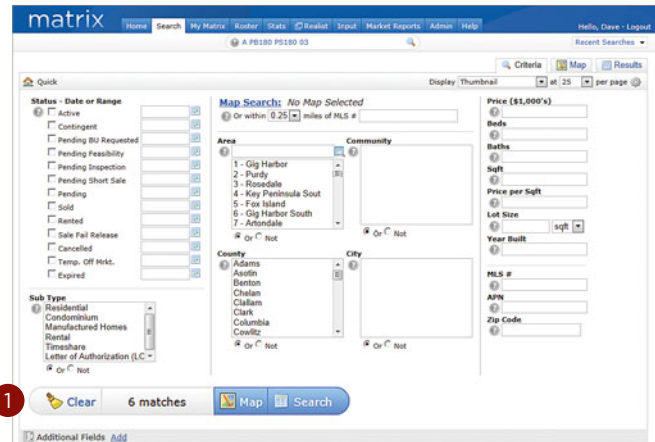 matrix
Home Search My Matrix Roster Stats Realist Input Market Reports Admin Help
Hello, Dave - Logout
A PB180 PS180 03
Recent Searches
Criteria Map Results
Quick
Display Thumbnail at 25 per page
Status - Date or Range
Active
Contingent
Pending BU Requested
Pending Feasibility
Pending Inspection
Pending Short Sale
Pending
Sold
Rented
Sale Fail Release
Cancelled
Temp. Off Mrkt.
Expired
Sub Type
Residential
Condominium
Manufactured Homes
Rental
Timeshare
Letter of Authorization (LC
Or Not
Map Search: No Map Selected
Or within 0.25 miles of MLS #
Area
1 - Gig Harbor
2 - Purdy
3 - Rosedale
4 - Key Peninsula Sout
5 - Fox Island
6 - Gig Harbor South
7 - Artondale
Or Not
Community
Or Not
County
Adams
Asotin
Benton
Chelan
Clallam
Clark
Columbia
Cowlitz
Or Not
City
Or Not
Price ($1,000's)
Beds
Baths
Sqft
Price per Sqft
Lot Size
sqft
Year Built
MLS #
APN
Zip Code
1
Clear 6 matches Map Search
Additional Fields Add